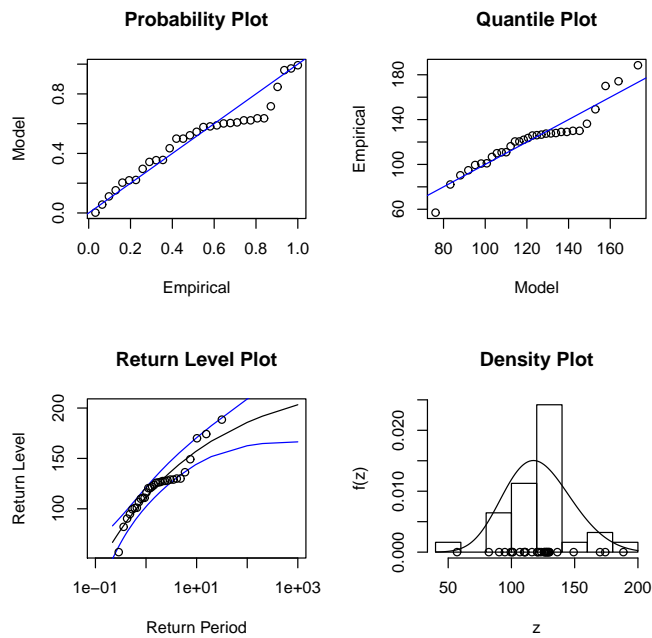 Probability Plot
Model
0.0 0.4 0.8
0.0 0.2 0.4 0.6 0.8 1.0
Empirical
Quantile Plot
Empirical
60 100 140 180
80 100 120 140 160
Model
Return Level Plot
Return Level
100 150 200
1e−01 1e+01 1e+03
Return Period
Density Plot
f(z)
0.000 0.010 0.020
50 100 150 200
z